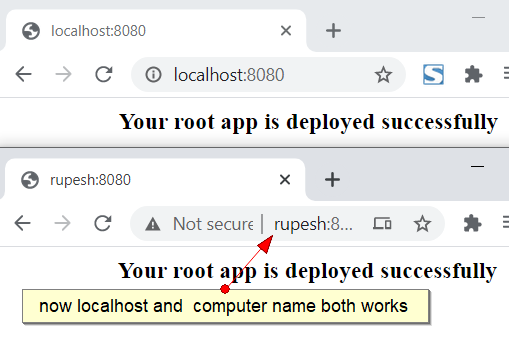 localhost:8080
localhost:8080
Your root app is deployed successfully
rupesh:8080
Not secure rupesh:8...
Your root app is deployed successfully
now localhost and computer name both works